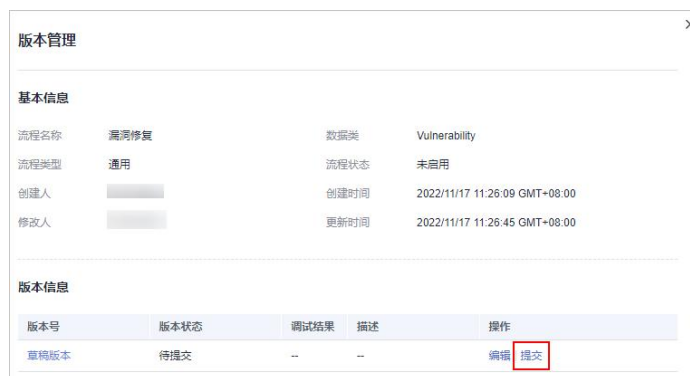 版本管理
基本信息
流程名称 漏洞修复 数据类 Vulnerability
流程类型 通用 流程状态 未启用
创建人 创建时间 2022/11/17 11:26:09 GMT+08:00
修改人 更新时间 2022/11/17 11:26:45 GMT+08:00
版本信息
版本号 版本状态 调试结果 描述 操作
草稿版本 待提交 -- -- 编辑 提交